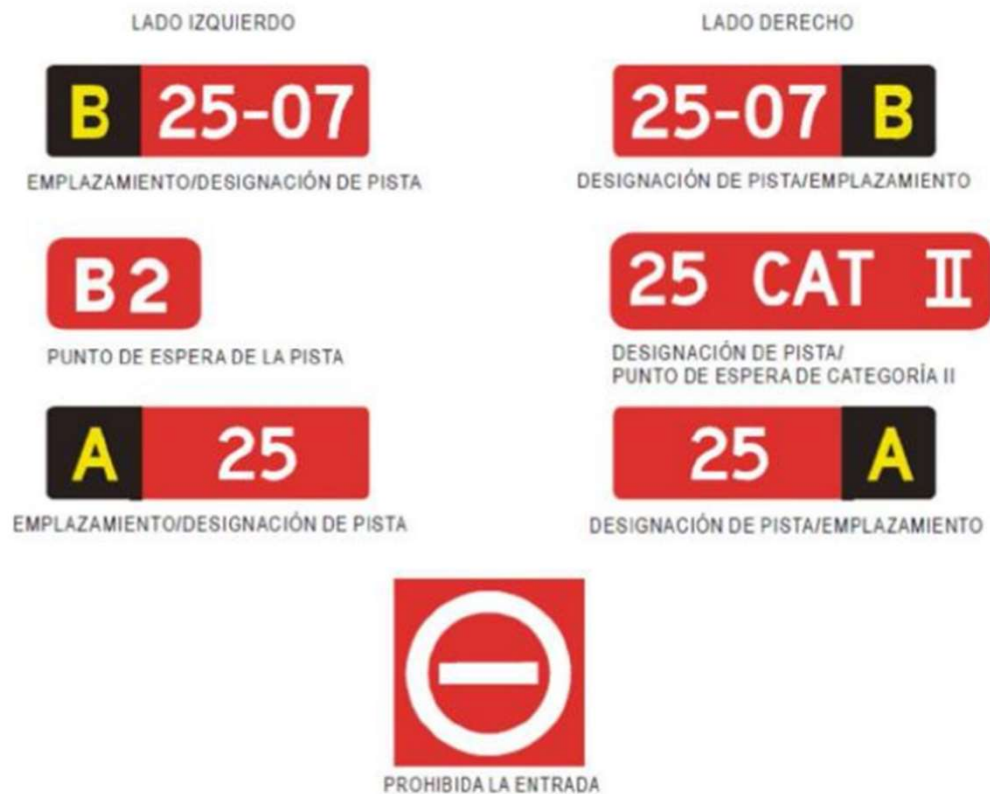 LADO IZQUIERDO
LADO DERECHO
B 25-07
25-07 B
EMPLAZAMIENTO/DESIGNACIÓN DE PISTA
DESIGNACIÓN DE PISTA/EMPLAZAMIENTO
B2
25 CAT II
PUNTO DE ESPERA DE LA PISTA
DESIGNACIÓN DE PISTA/
PUNTO DE ESPERA DE CATEGORÍA II
A 25
25 A
EMPLAZAMIENTO/DESIGNACIÓN DE PISTA
DESIGNACIÓN DE PISTA/EMPLAZAMIENTO
PROHIBIDA LA ENTRADA